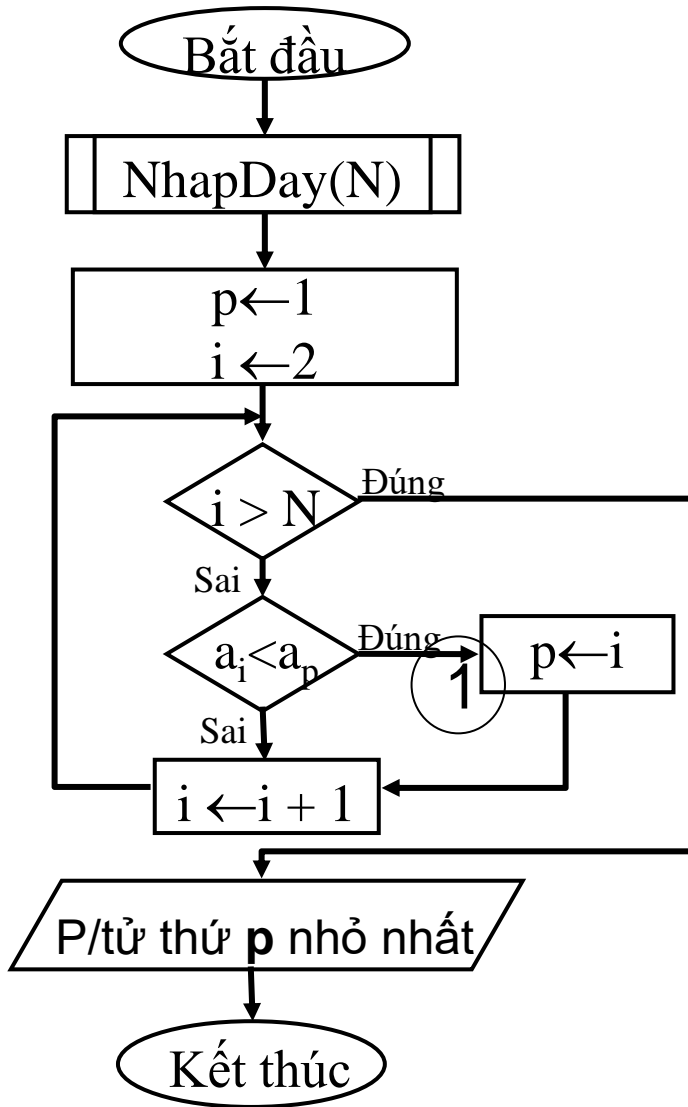 Bắt đầu
NhapDay(N)
p←1
i ←2
i > N
Đúng
Sai
aᵢ<aₚ
Đúng
1
p←i
Sai
i ←i + 1
P/tử thứ p nhỏ nhất
Kết thúc